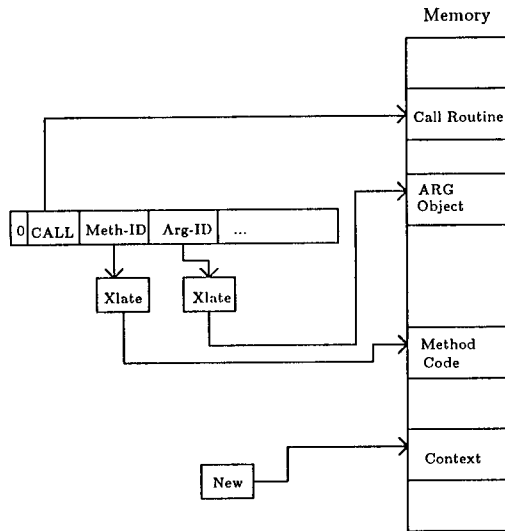 Memory
Call Routine
ARG
Object
0 CALL Meth-ID Arg-ID ...
Xlate Xlate
Method
Code
Context
New